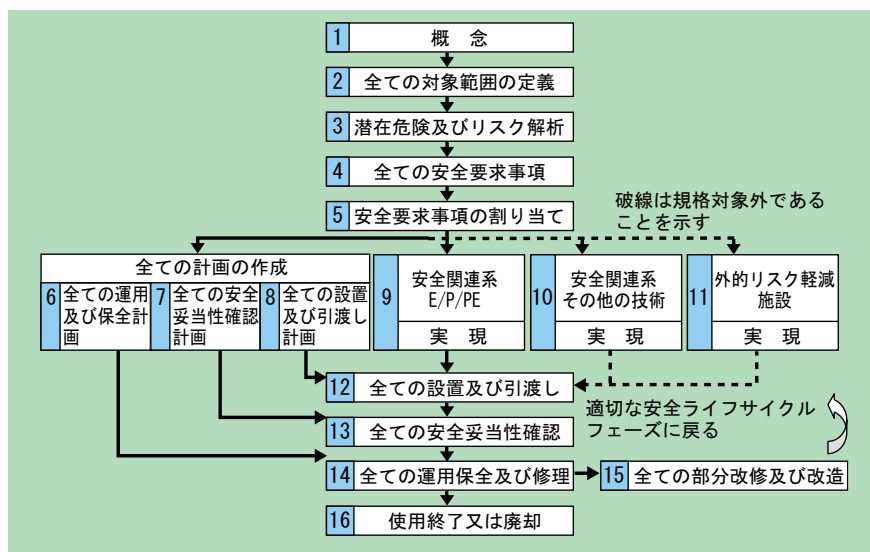 1 概 念
2 全ての対象範囲の定義
3 潜在危険及びリスク解析
4 全ての安全要求事項
5 安全要求事項の割り当て
破線は規格対象外である
ことを示す
全ての計画の作成
6 全ての運用
及び保全計
画
7 全ての安全
妥当性確認
計画
8 全ての設置
及び引渡し
計画
9 安全関連系
E/P/PE
実 現
10 安全関連系
その他の技術
実 現
11 外的リスク軽減
施設
実 現
12 全ての設置及び引渡し
適切な安全ライフサイクル
フェーズに戻る
13 全ての安全妥当性確認
14 全ての運用保全及び修理
15 全ての部分改修及び改造
16 使用終了又は廃却